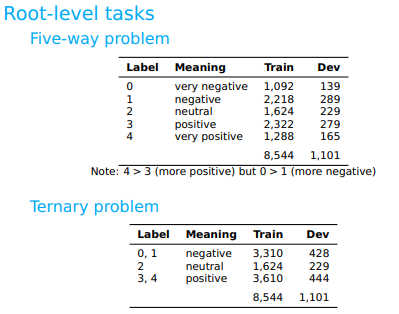 Root-level tasks
Five-way problem
Label Meaning Train Dev
0 very negative 1,092 139
1 negative 2,218 289
2 neutral 1,624 229
3 positive 2,322 279
4 very positive 1,288 165
8,544 1,101
Note: 4 > 3 (more positive) but 0 > 1 (more negative)
Ternary problem
Label Meaning Train Dev
0, 1 negative 3,310 428
2 neutral 1,624 229
3, 4 positive 3,610 444
8,544 1,101